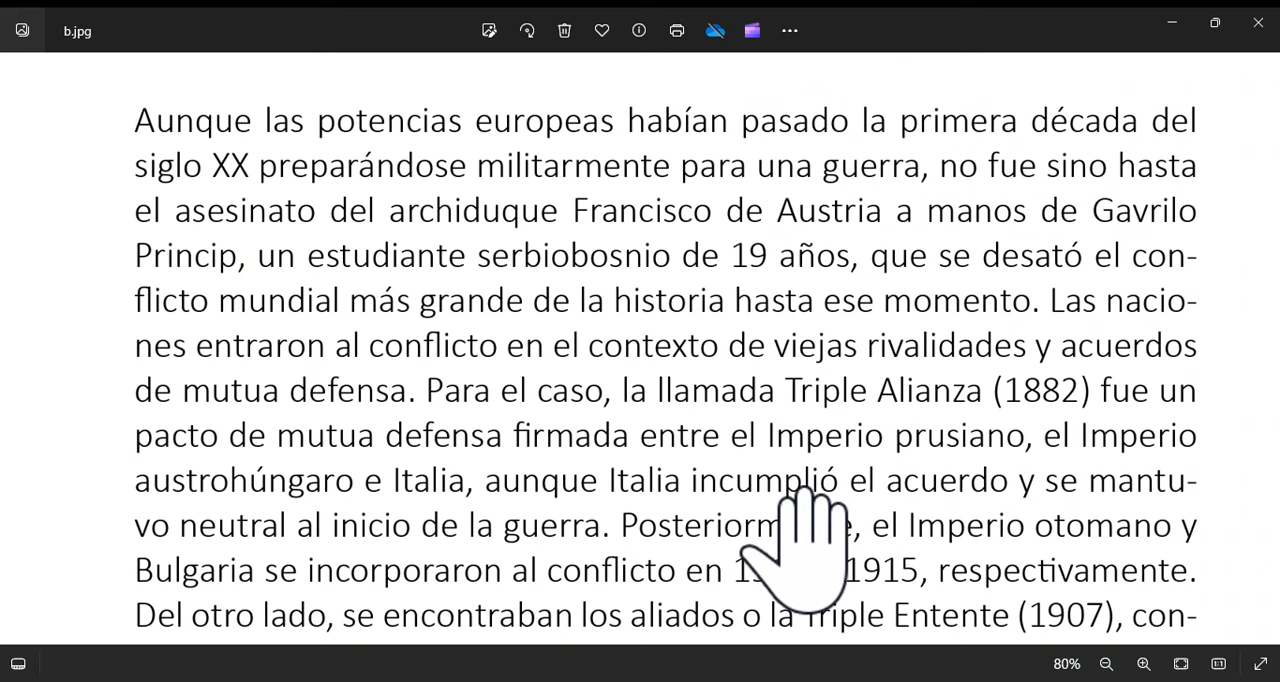 b.jpg
Aunque las potencias europeas habían pasado la primera década del
siglo XX preparándose militarmente para una guerra, no fue sino hasta
el asesinato del archiduque Francisco de Austria a manos de Gavrilo
Princip, un estudiante serbiobosnio de 19 años, que se desató el con-
flicto mundial más grande de la historia hasta ese momento. Las nacio-
nes entraron al conflicto en el contexto de viejas rivalidades y acuerdos
de mutua defensa. Para el caso, la llamada Triple Alianza (1882) fue un
pacto de mutua defensa firmada entre el Imperio prusiano, el Imperio
austrohúngaro e Italia, aunque Italia incumplió el acuerdo y se mantu-
vo neutral al inicio de la guerra. el Imperio otomano y
Bulgaria se incorporaron al conflicto en 1915, respectivamente.
Del otro lado, se encontraban los aliados o la Triple Entente (1907), con-
80%